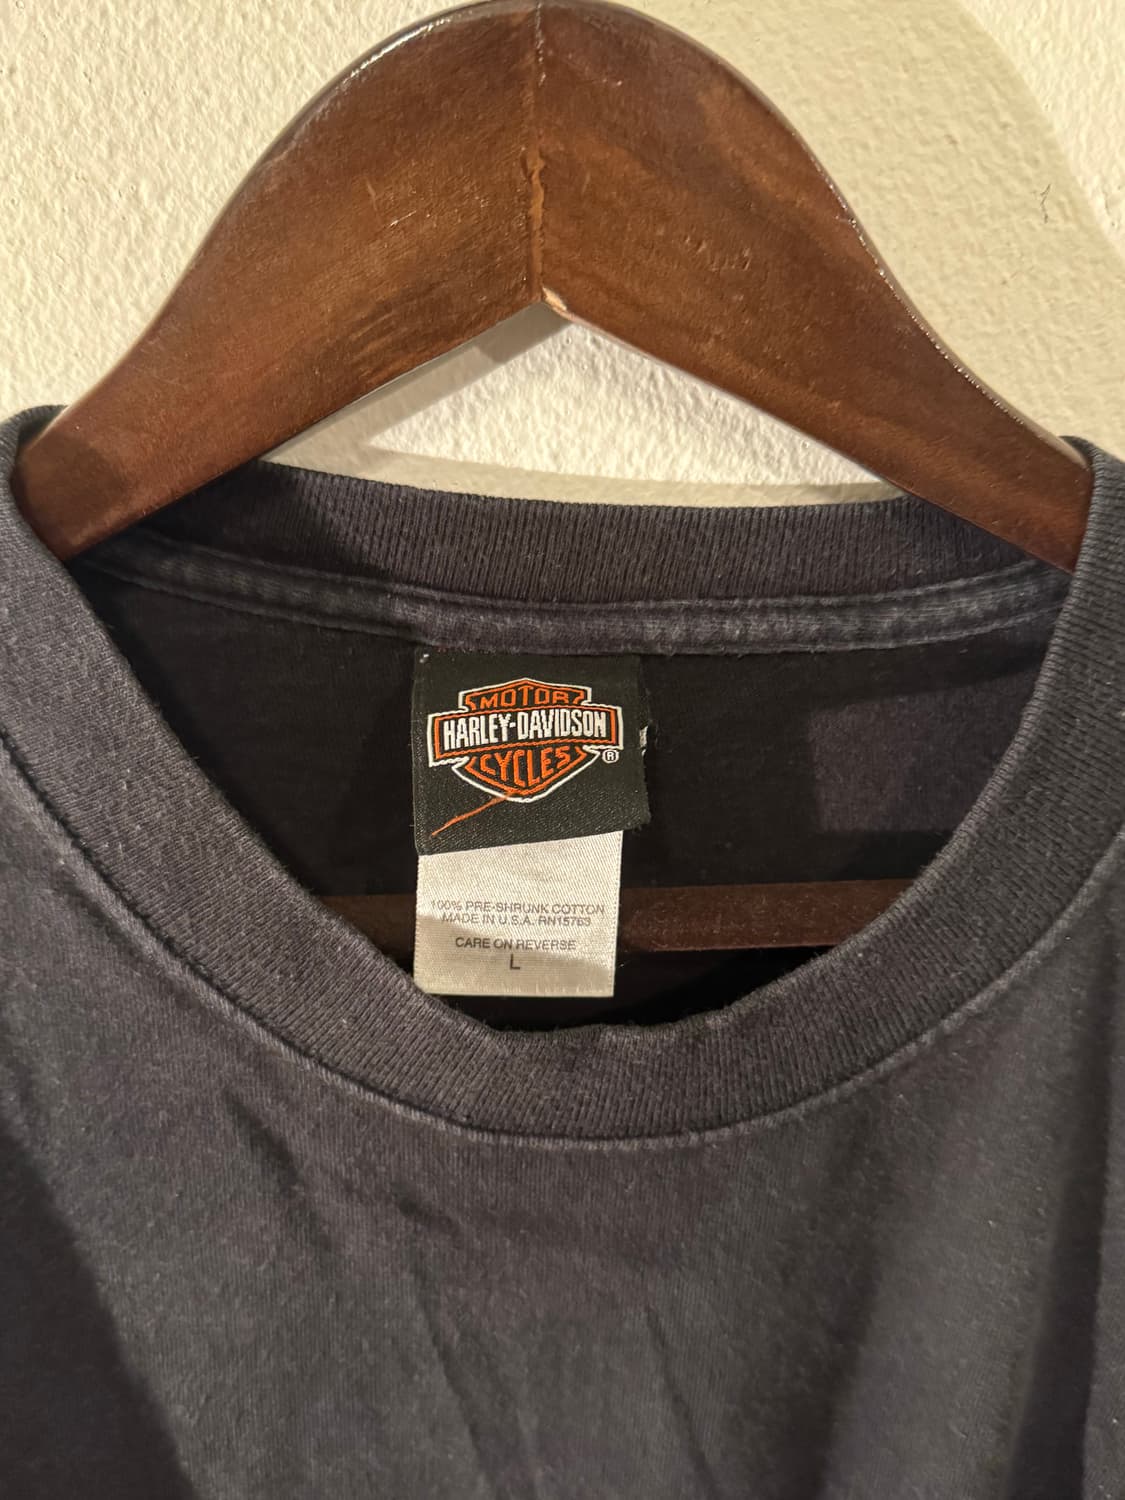 MOTOR
HARLEY-DAVIDSON
CYCLES
®
100% PRE-SHRUNK COTTON
MADE IN U.S.A. RN15763
CARE ON REVERSE
L